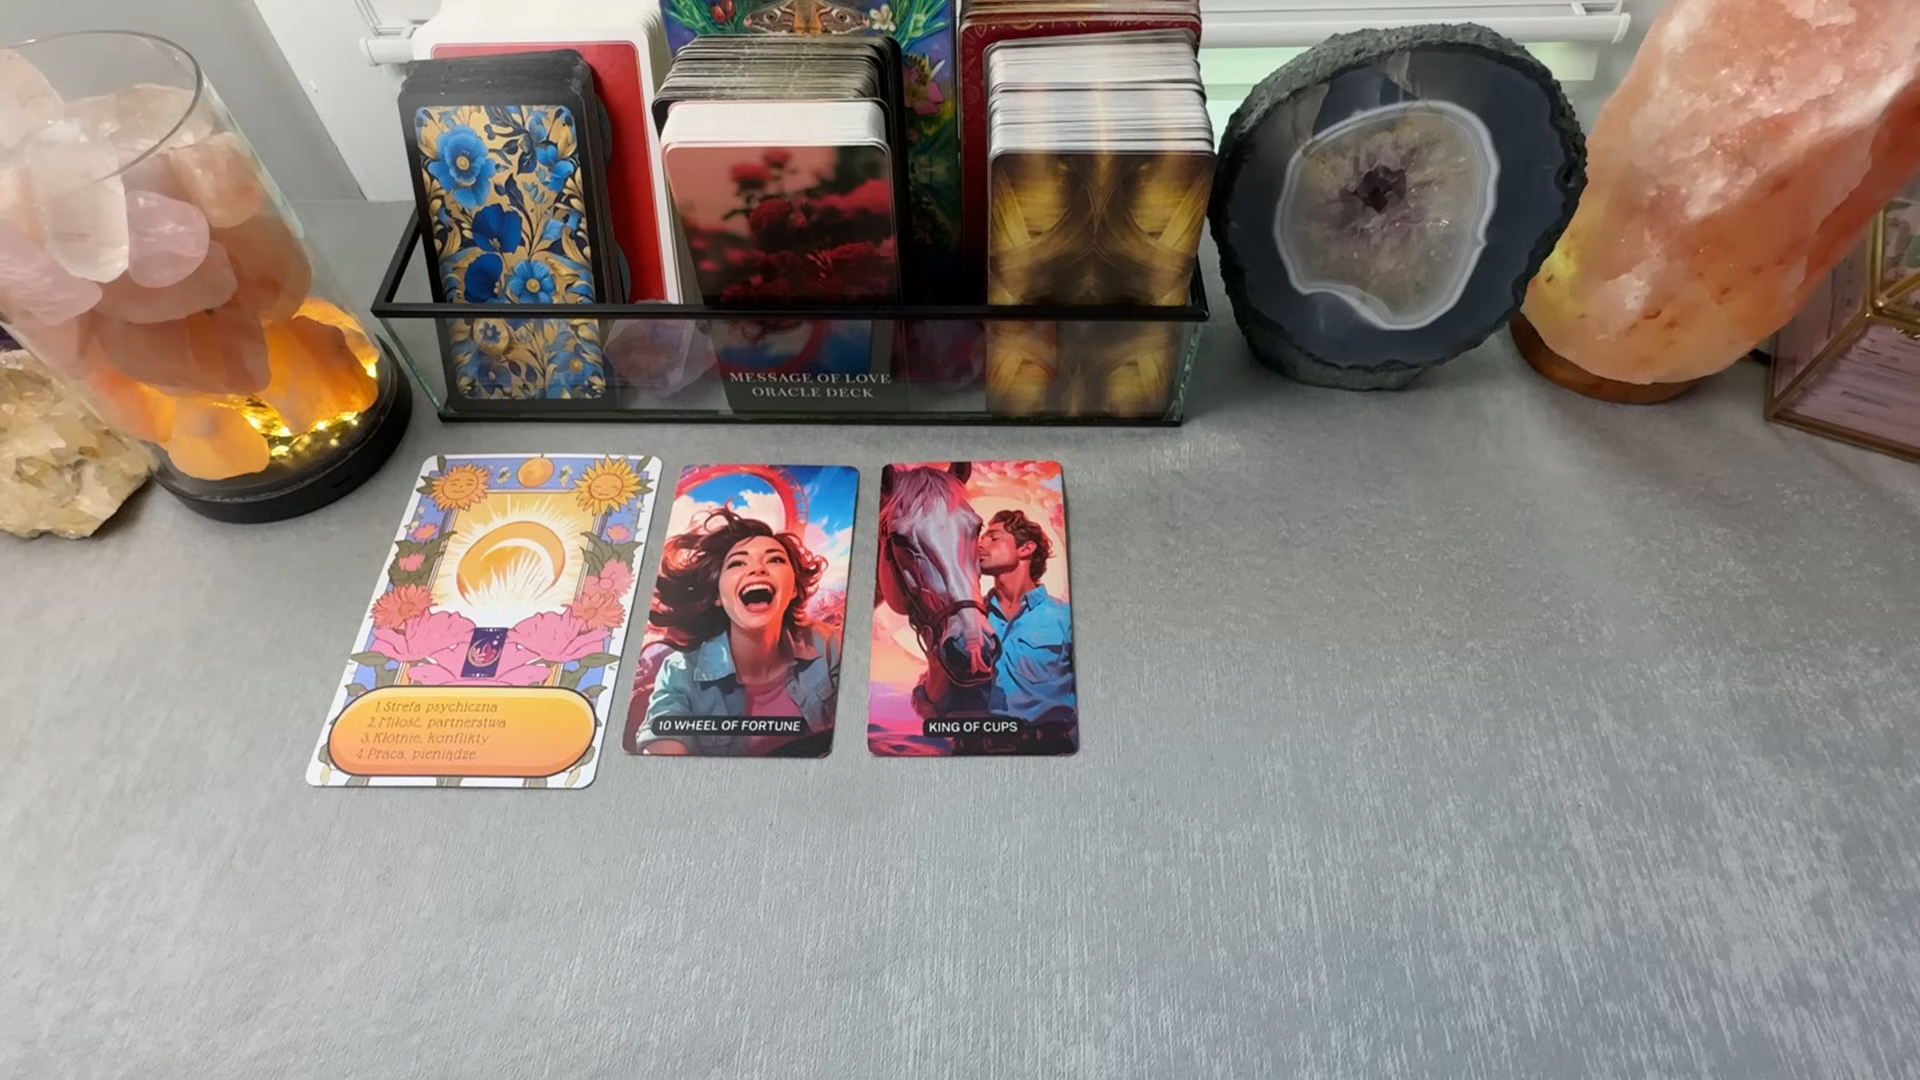 MESSAGE OF LOVE
ORACLE DECK
1. Strefa psychiczna
2. Miłość, partnerstwa
3. Kłótnie, konflikty
4. Praca, pieniądze
10 WHEEL OF FORTUNE
KING OF CUPS